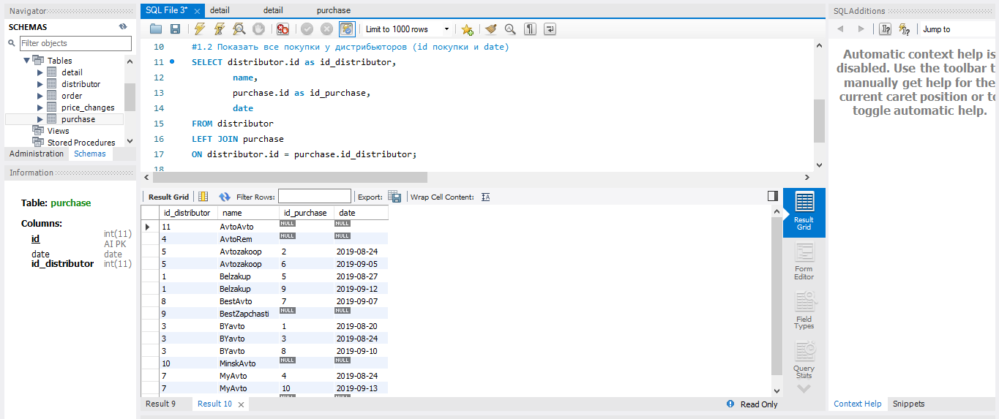 Navigator
SCHEMAS
Filter objects
Tables
detail
distributor
order
price_changes
purchase
Views
Stored Procedures
Administration Schemas
Information
Table: purchase
Columns:
id int(11)
AI PK
date date
id_distributor int(11)
SQL File 3* detail detail purchase
Limit to 1000 rows
10 #1.2 Показать все покупки у дистрибьюторов (id покупки и date)
11 SELECT distributor.id as id_distributor,
12 name,
13 purchase.id as id_purchase,
14 date
15 FROM distributor
16 LEFT JOIN purchase
17 ON distributor.id = purchase.id_distributor;
18
Result Grid Filter Rows: Export: Wrap Cell Content:
id_distributor name id_purchase date
11 AvtoAvto NULL NULL
4 AvtoRem NULL NULL
5 Avtozakoop 2 2019-08-24
5 Avtozakoop 6 2019-09-05
1 Belzakup 5 2019-08-27
1 Belzakup 9 2019-09-12
8 BestAvto 7 2019-09-07
9 BestZapchasti NULL NULL
3 BYavto 1 2019-08-20
3 BYavto 3 2019-08-24
3 BYavto 8 2019-09-10
10 MinskAvto NULL NULL
7 MyAvto 4 2019-08-24
7 MyAvto 10 2019-09-13
Result 9 Result 10
Read Only
Result
Grid
Form
Editor
Field
Types
Query
Stats
SQLAdditions
Jump to
Automatic context help is
disabled. Use the toolbar t
manually get help for the
current caret position or to
toggle automatic help.
Context Help Snippets